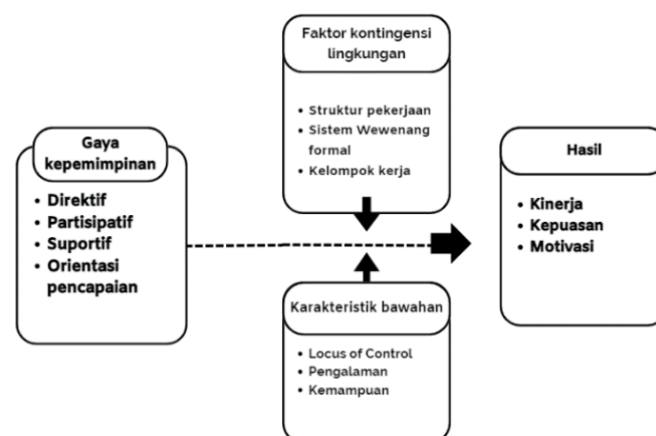 Faktor kontingensi
lingkungan
• Struktur pekerjaan
• Sistem Wewenang
formal
• Kelompok kerja
Gaya
kepemimpinan
• Direktif
• Partisipatif
• Suportif
• Orientasi
pencapaian
Hasil
• Kinerja
• Kepuasan
• Motivasi
Karakteristik bawahan
• Locus of Control
• Pengalaman
• Kemampuan